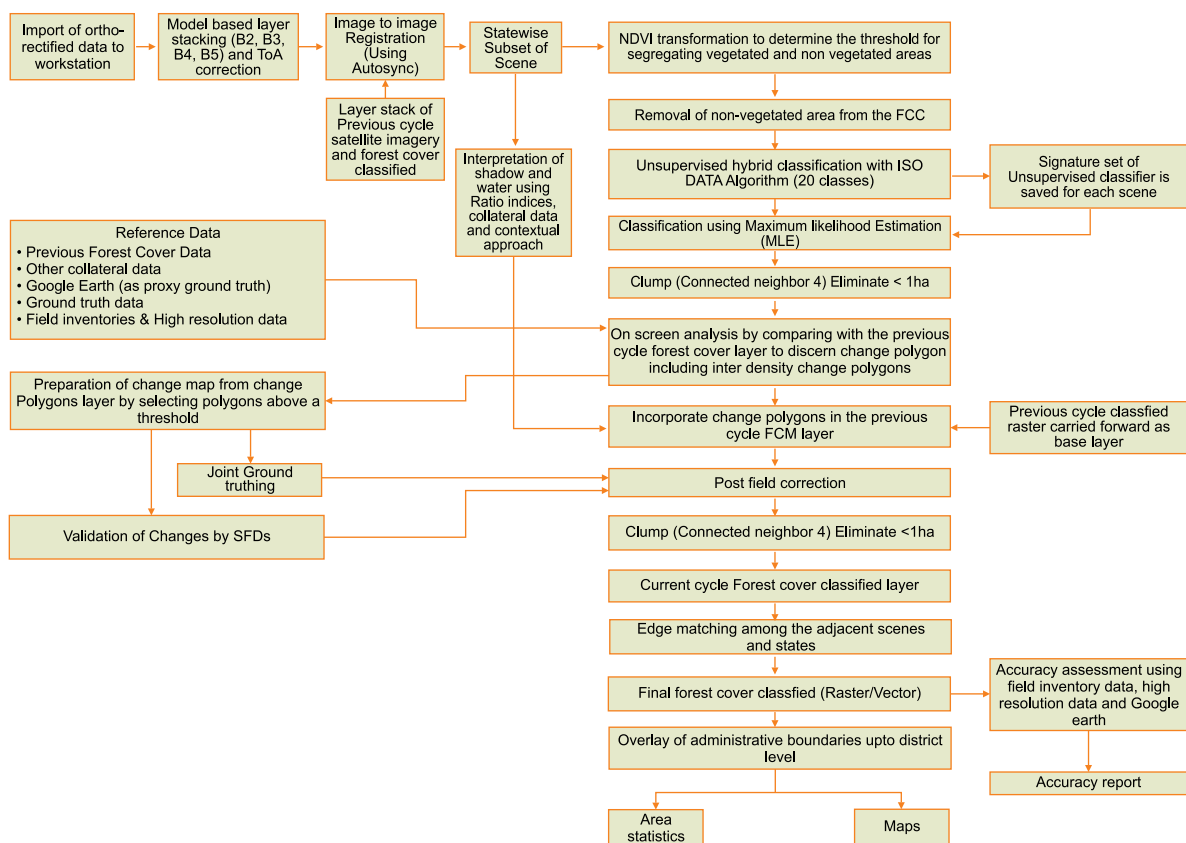 Import of ortho-
rectified data to
workstation
Model based layer
stacking (B2, B3,
B4, B5) and ToA
correction
Image to image
Registration
(Using
Autosync)
Statewise
Subset of
Scene
NDVI transformation to determine the threshold for
segregating vegetated and non vegetated areas
Layer stack of
Previous cycle
satellite imagery
and forest cover
classified
Removal of non-vegetated area from the FCC
Interpretation of
shadow and
water using
Ratio indices,
collateral data
and contextual
approach
Unsupervised hybrid classification with ISO
DATA Algorithm (20 classes)
Signature set of
Unsupervised classifier is
saved for each scene
Classification using Maximum likelihood Estimation
(MLE)
Reference Data
• Previous Forest Cover Data
• Other collateral data
• Google Earth (as proxy ground truth)
• Ground truth data
• Field inventories & High resolution data
Clump (Connected neighbor 4) Eliminate < 1ha
On screen analysis by comparing with the previous
cycle forest cover layer to discern change polygon
including inter density change polygons
Preparation of change map from change
Polygons layer by selecting polygons above a
threshold
Incorporate change polygons in the previous
cycle FCM layer
Previous cycle classfied
raster carried forward as
base layer
Joint Ground
truthing
Post field correction
Validation of Changes by SFDs
Clump (Connected neighbor 4) Eliminate <1ha
Current cycle Forest cover classified layer
Edge matching among the adjacent scenes
and states
Final forest cover classfied (Raster/Vector)
Accuracy assessment using
field inventory data, high
resolution data and Google
earth
Overlay of administrative boundaries upto district
level
Accuracy report
Area
statistics
Maps